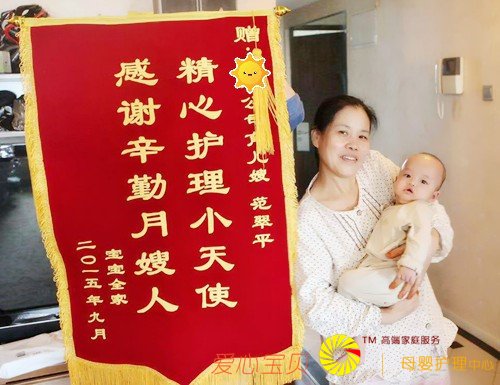 赠 公司育儿嫂 范翠平
精心护理小天使
感谢辛勤月嫂人
宝宝全家
二〇一五年九月
爱心宝贝
TM 高端家庭服务
母婴护理中心